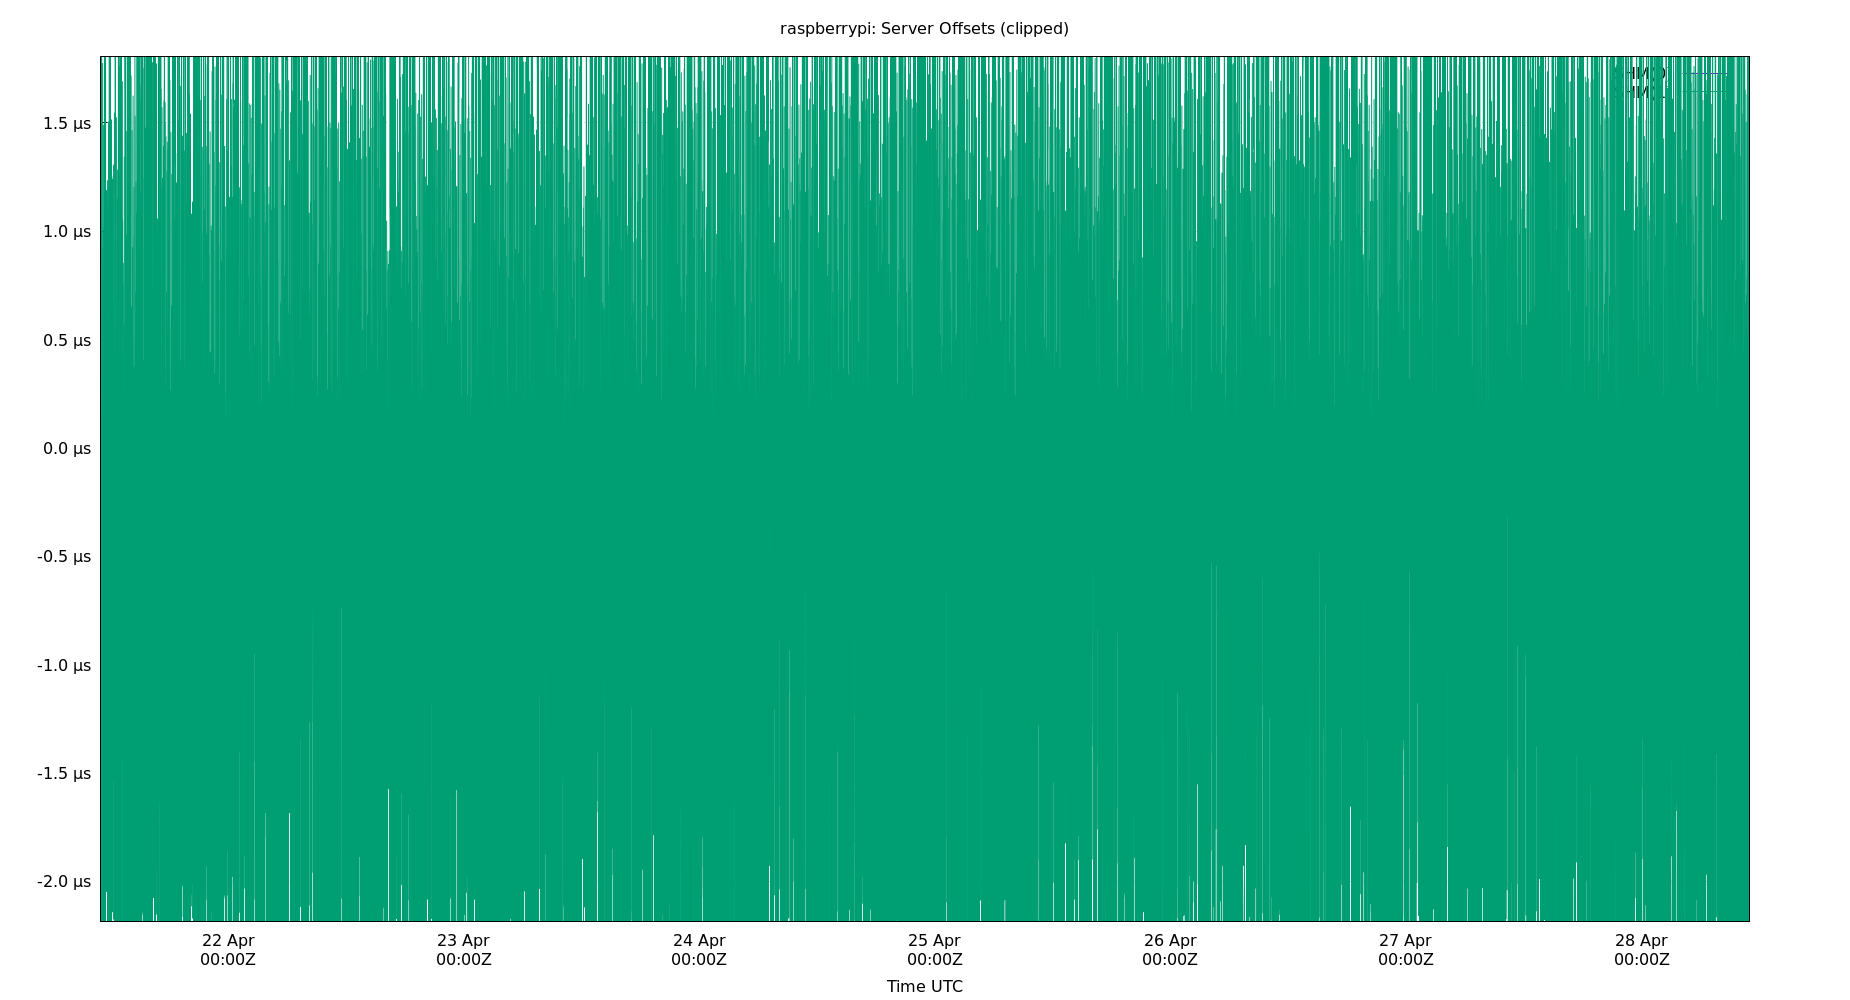 raspberrypi: Server Offsets (clipped)
1.5 µs
1.0 µs
0.5 µs
0.0 µs
-0.5 µs
-1.0 µs
-1.5 µs
-2.0 µs
22 Apr 23 Apr 24 Apr 25 Apr 26 Apr 27 Apr 28 Apr
00:00Z 00:00Z 00:00Z 00:00Z 00:00Z 00:00Z 00:00Z
Time UTC